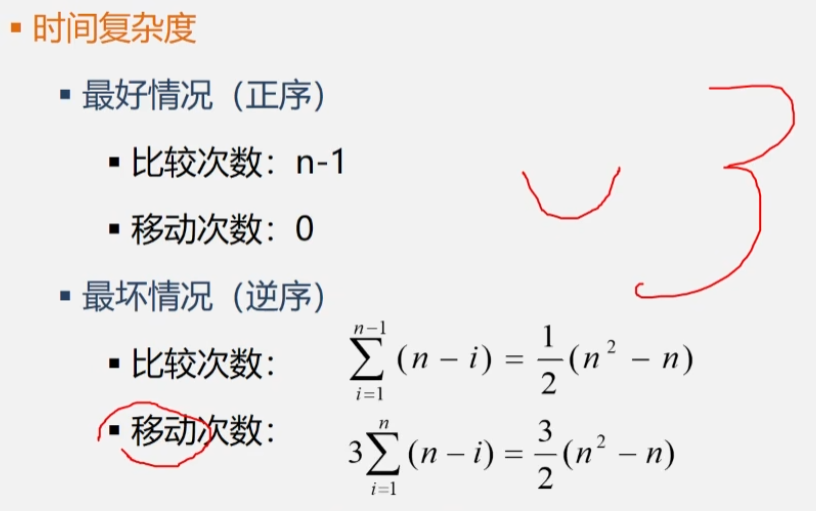 ▪ 时间复杂度
▪ 最好情况（正序）
▪ 比较次数：n-1
▪ 移动次数：0
▪ 最坏情况（逆序）
▪ 比较次数： \sum_{i=1}^{n-1} (n - i) = \frac{1}{2}(n^2 - n)
▪ 移动次数： 3\sum_{i=1}^{n} (n - i) = \frac{3}{2}(n^2 - n)
3